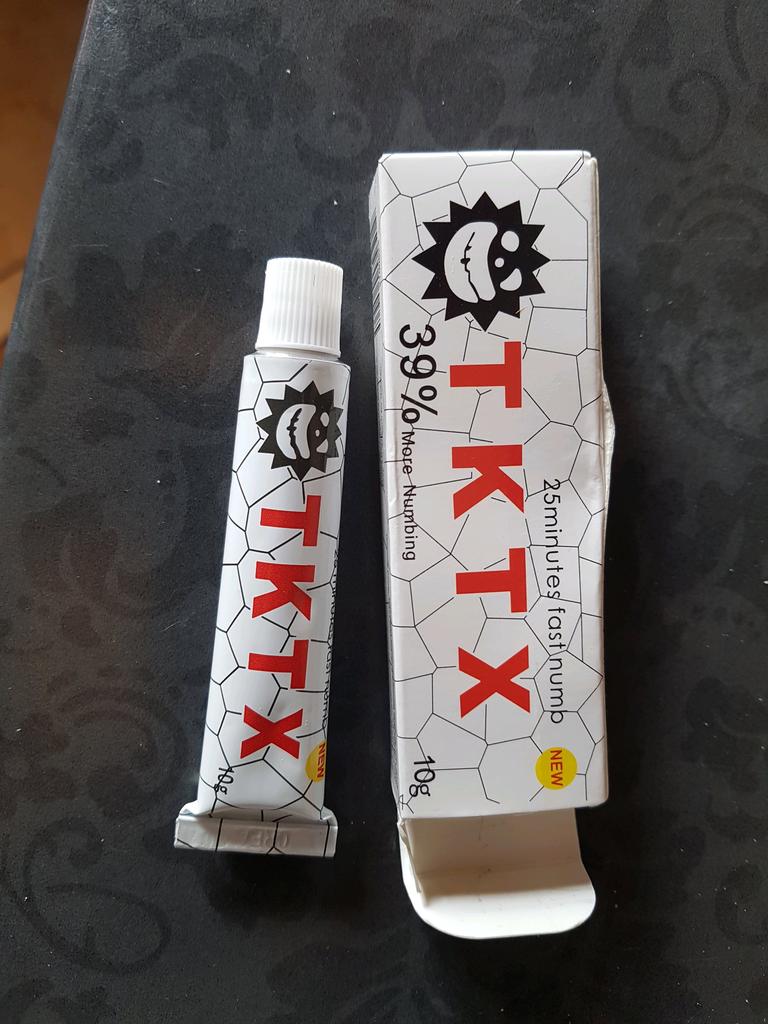 TKTX
NEW
10g
39% More Numbing
TKTX
25minutes fast numb
NEW
10g